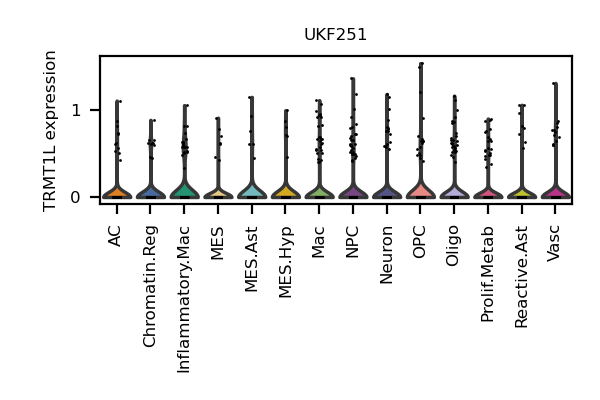 UKF251
TRMT1L expression
1
0
AC
Chromatin.Reg
Inflammatory.Mac
MES
MES.Ast
MES.Hyp
Mac
NPC
Neuron
OPC
Oligo
Prolif.Metab
Reactive.Ast
Vasc